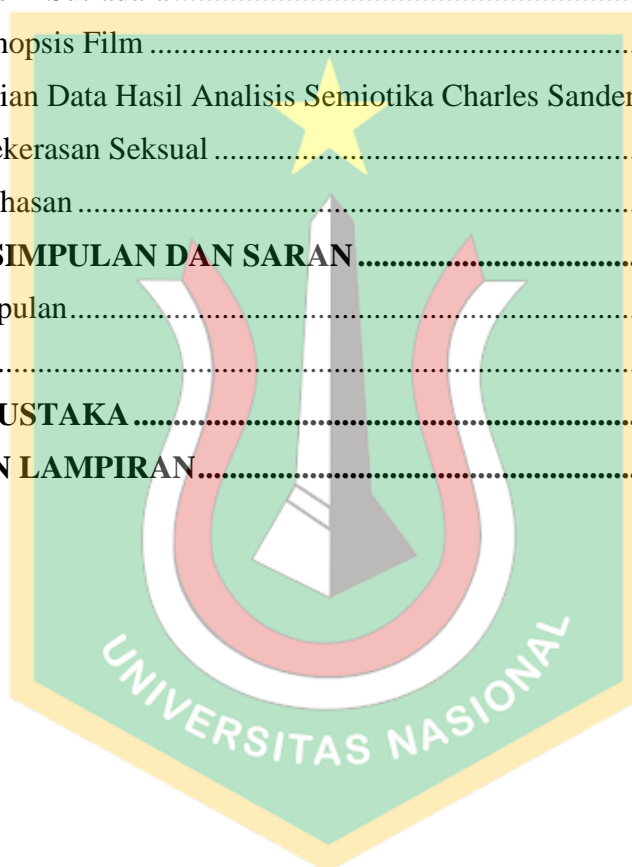 nopsis Film ....................................................
ian Data Hasil Analisis Semiotika Charles Sander
ekerasan Seksual ....................................................
hasan ....................................................
SIMPULAN DAN SARAN ....................................................
pulan ....................................................
....................................................
USTAKA ....................................................
N LAMPIRAN ....................................................
UNIVERSITAS NASIONAL